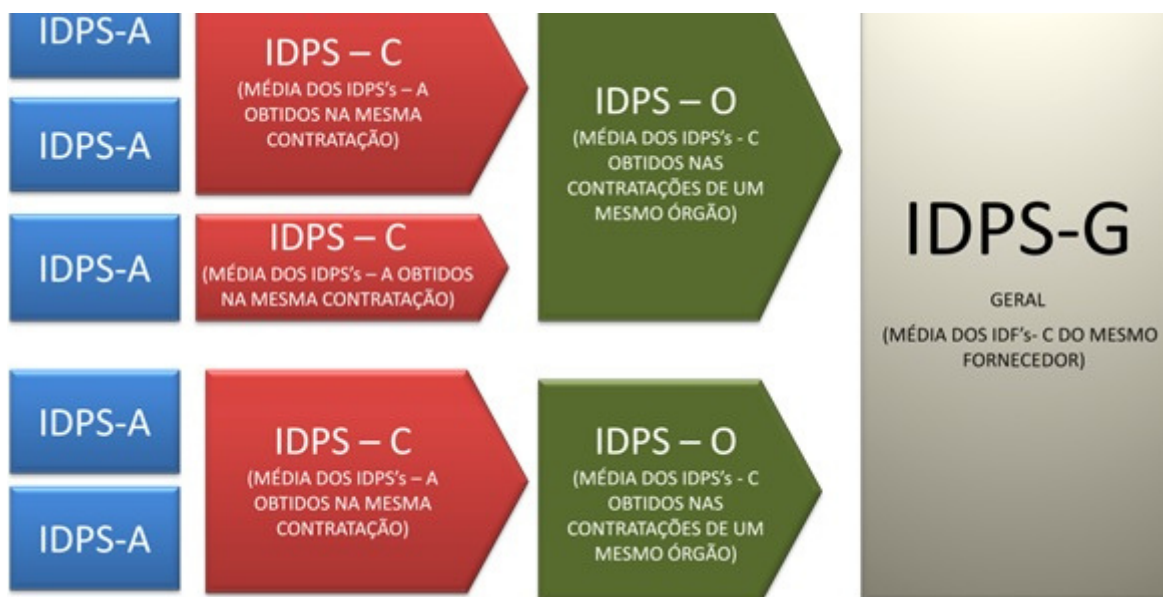 IDPS-A
IDPS-A
IDPS-A
IDPS-A
IDPS-A
IDPS – C
(MÉDIA DOS IDPS's – A
OBTIDOS NA MESMA
CONTRATAÇÃO)
IDPS – C
(MÉDIA DOS IDPS's – A OBTIDOS
NA MESMA CONTRATAÇÃO)
IDPS – C
(MÉDIA DOS IDPS's – A
OBTIDOS NA MESMA
CONTRATAÇÃO)
IDPS – O
(MÉDIA DOS IDPS's - C
OBTIDOS NAS
CONTRATAÇÕES DE UM
MESMO ÓRGÃO)
IDPS – O
(MÉDIA DOS IDPS's - C
OBTIDOS NAS
CONTRATAÇÕES DE UM
MESMO ÓRGÃO)
IDPS-G
GERAL
(MÉDIA DOS IDF's- C DO MESMO
FORNECEDOR)